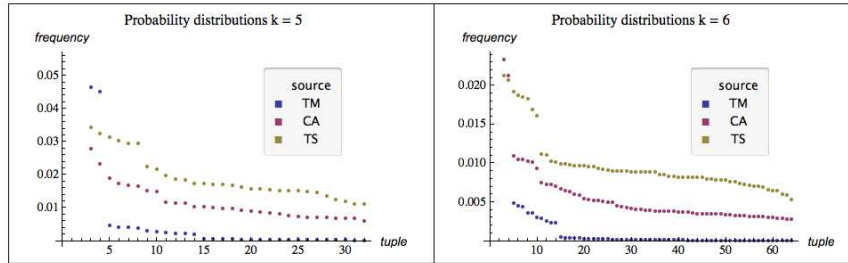 Probability distributions k = 5
frequency
0.05
0.04
0.03
0.02
0.01
source
TM
CA
TS
5
10
15
20
25
30
tuple
Probability distributions k = 6
frequency
0.020
0.015
0.010
0.005
source
TM
CA
TS
10
20
30
40
50
60
tuple